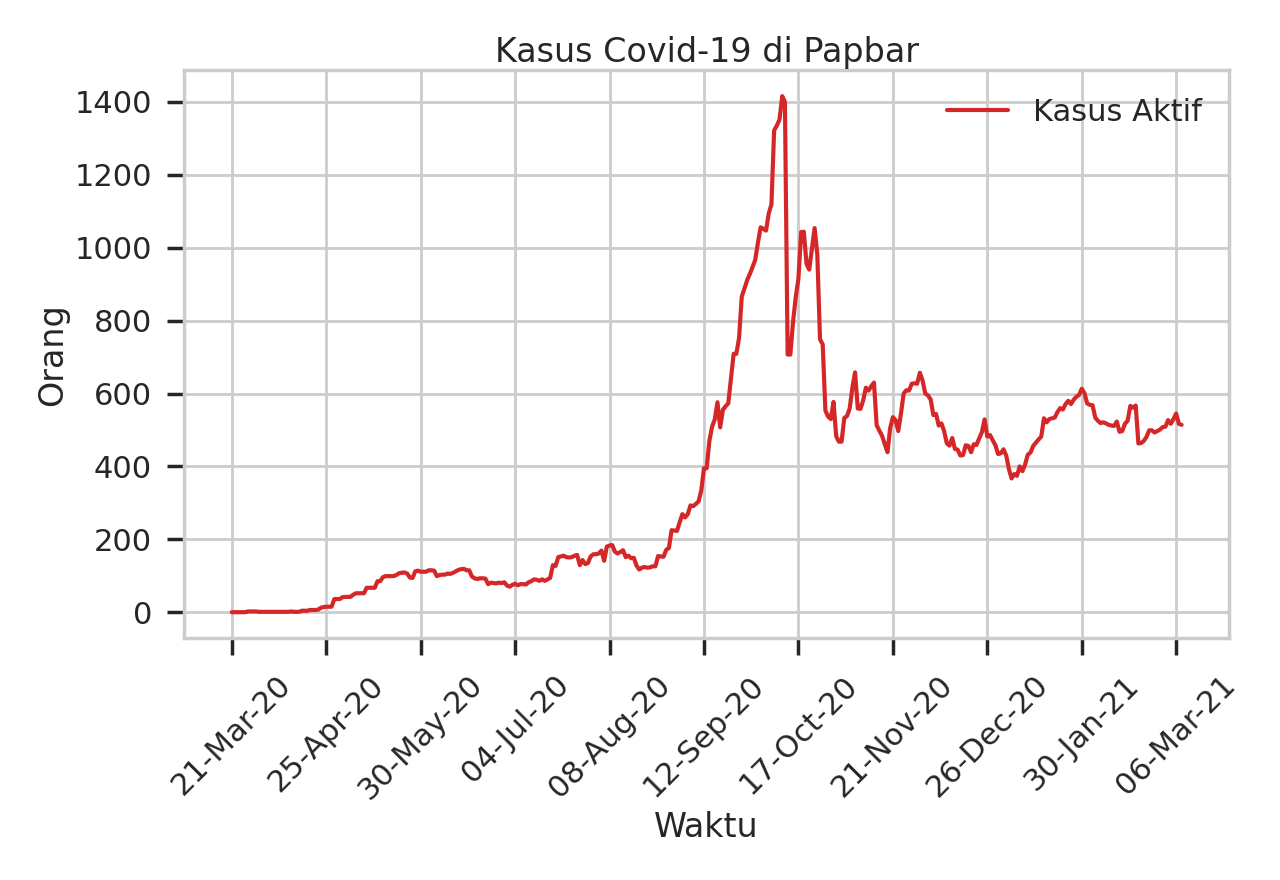 Kasus Covid-19 di Papbar
Kasus Aktif
Orang
1400
1200
1000
800
600
400
200
0
21-Mar-20
25-Apr-20
30-May-20
04-Jul-20
08-Aug-20
12-Sep-20
17-Oct-20
21-Nov-20
26-Dec-20
30-Jan-21
06-Mar-21
Waktu